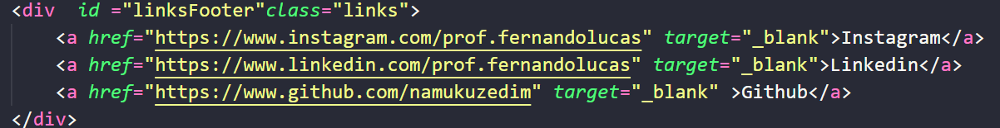 <div  id ="linksFooter"class="links">
<a href="https://www.instagram.com/prof.fernandolucas" target="_blank">Instagram</a>
<a href="https://www.linkedin.com/prof.fernandolucas" target="_blank">Linkedin</a>
<a href="https://www.github.com/namukuzedim" target="_blank" >Github</a>
</div>